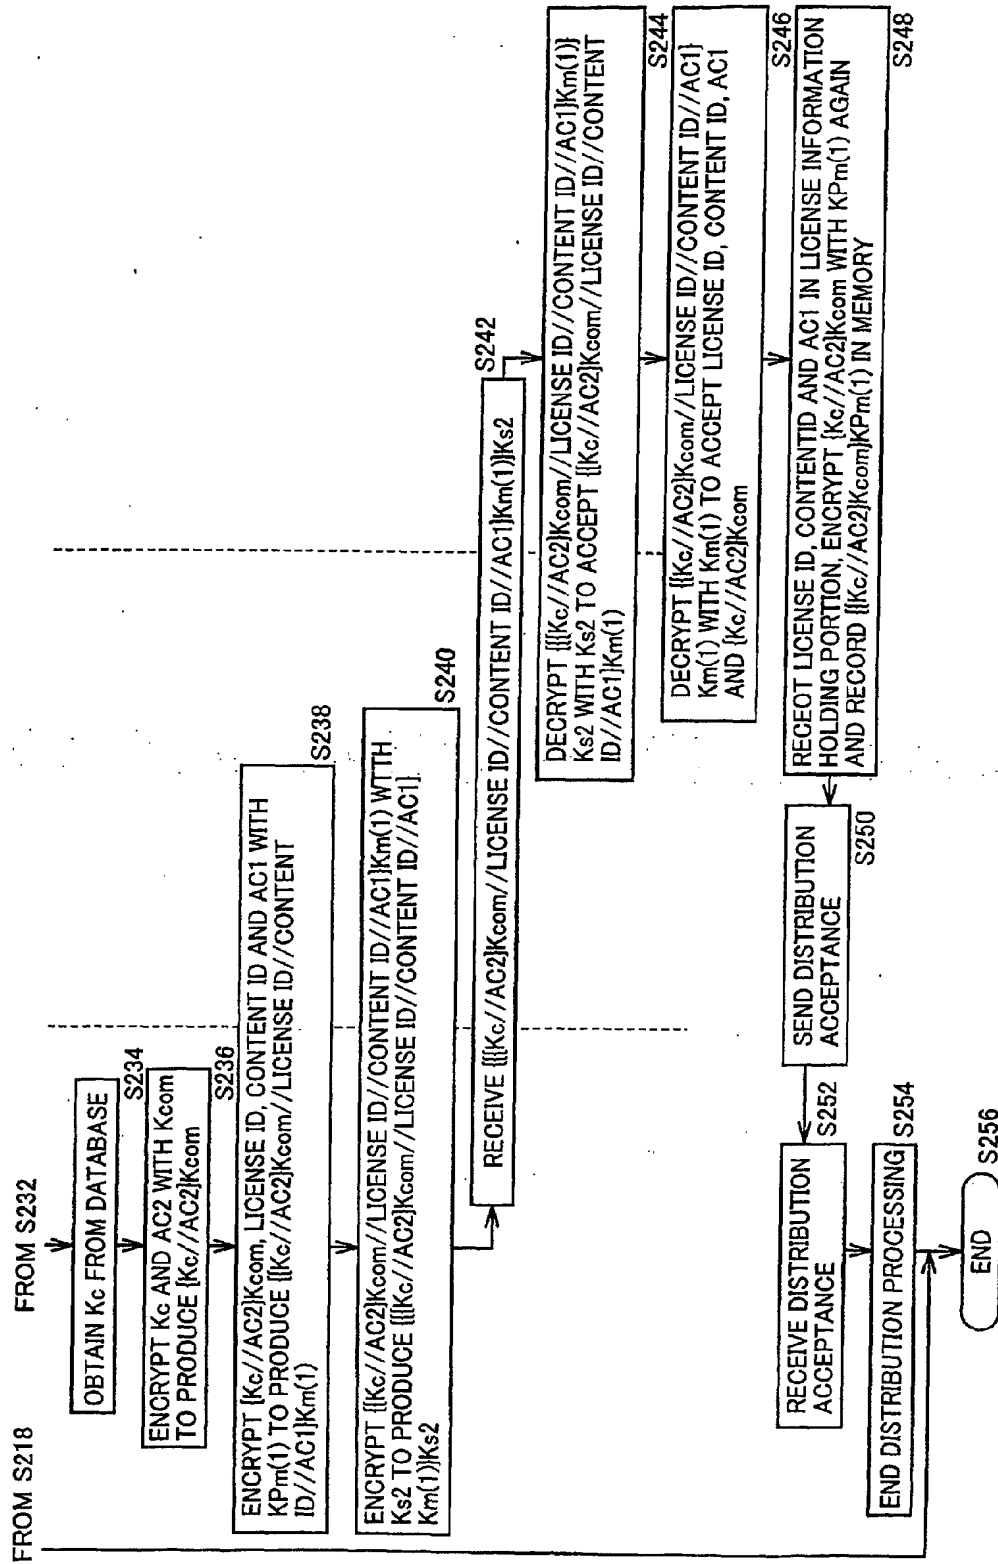 FROM S218
FROM S232
OBTAIN Kc FROM DATABASE
S234
ENCRYPT Kc AND AC2 WITH Kcom
TO PRODUCE {Kc//AC2}Kcom
S236
ENCRYPT {Kc//AC2}Kcom, LICENSE ID, CONTENT ID AND AC1 WITH
KPm(1) TO PRODUCE {{Kc//AC2}Kcom//LICENSE ID//CONTENT
ID//AC1}Km(1)
S238
ENCRYPT {{Kc//AC2}Kcom//LICENSE ID//CONTENT ID//AC1}Km(1) WITH
Ks2 TO PRODUCE {{{Kc//AC2}Kcom//LICENSE ID//CONTENT ID//AC1}
Km(1)}Ks2
S240
RECEIVE {{{Kc//AC2}Kcom//LICENSE ID//CONTENT ID//AC1}Km(1)}Ks2
S242
DECRYPT {{{Kc//AC2}Kcom//LICENSE ID//CONTENT ID//AC1}Km(1)}
Ks2 WITH Ks2 TO ACCEPT {{Kc//AC2}Kcom//LICENSE ID//CONTENT
ID//AC1}Km(1)
S244
DECRYPT {{Kc//AC2}Kcom//LICENSE ID//CONTENT ID//AC1}
Km(1) WITH Km(1) TO ACCEPT LICENSE ID, CONTENT ID, AC1
AND {Kc//AC2}Kcom
S246
RECEOT LICENSE ID, CONTENTID AND AC1 IN LICENSE INFORMATION
HOLDING PORTION, ENCRYPT {Kc//AC2}Kcom WITH KPm(1) AGAIN
AND RECORD {{Kc//AC2}Kcom}KPm(1) IN MEMORY
S248
SEND DISTRIBUTION
ACCEPTANCE
S250
RECEIVE DISTRIBUTION
ACCEPTANCE
S252
END DISTRIBUTION PROCESSING
S254
END
S256